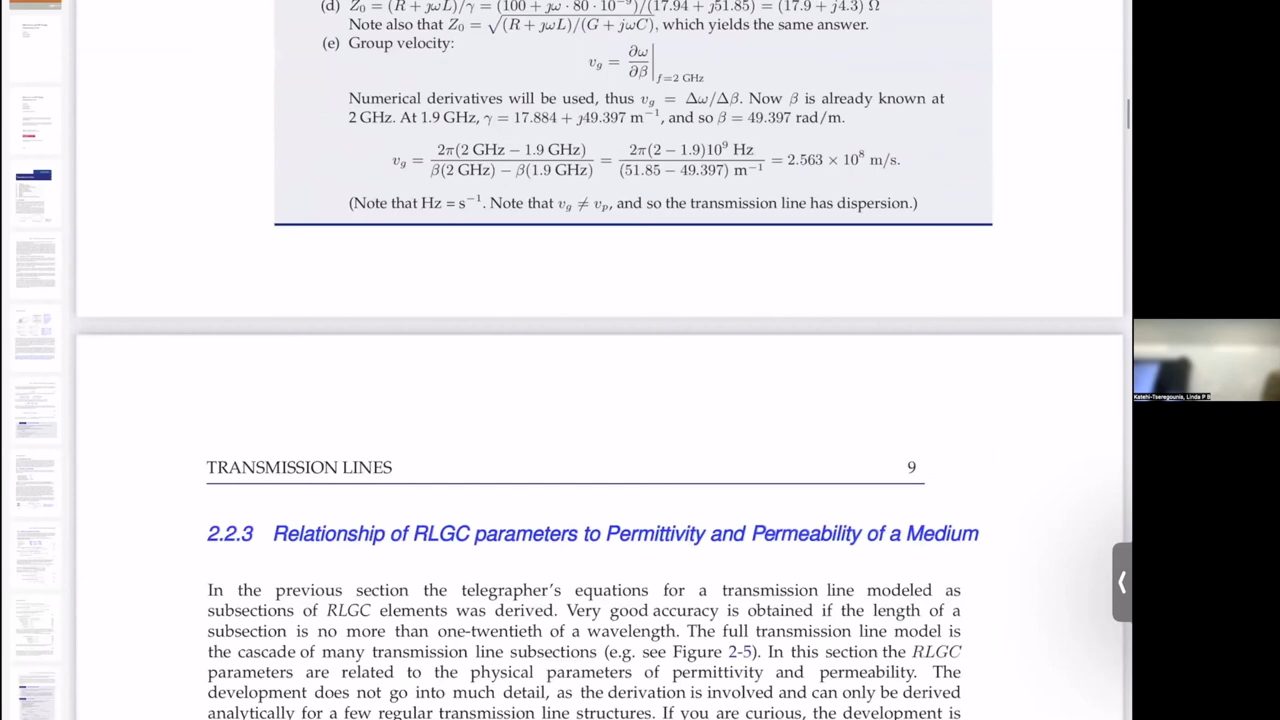 (d) Z₀ = (R + jωL)/γ = (100 + jω · 80 · 10⁻⁹)/(17.94 + j51.85) = (17.9 + j4.3) Ω
Note also that Z₀ = √(R + jωL)/(G + jωC), which yields the same answer.
(e) Group velocity:
v_g = ∂ω/∂β |_{f=2 GHz}
Numerical derivatives will be used, thus v_g = Δω/Δβ. Now β is already known at
2 GHz. At 1.9 GHz, γ = 17.884 + j49.397 m⁻¹, and so β = 49.397 rad/m.
v_g = 2π(2 GHz − 1.9 GHz) / β(2 GHz) − β(1.9 GHz) = 2π(2 − 1.9)10⁹ Hz / (51.85 − 49.397) m⁻¹ = 2.563 × 10⁸ m/s.
(Note that Hz = s⁻¹. Note that v_g ≠ v_p, and so the transmission line has dispersion.)
TRANSMISSION LINES 9
2.2.3 Relationship of RLGC parameters to Permittivity and Permeability of a Medium
In the previous section the telegrapher's equations for a transmission line modeled as
subsections of RLGC elements was derived. Very good accuracy is obtained if the length of a
subsection is no more than one twentieth of a wavelength. The full transmission line model is
the cascade of many transmission line subsections (e.g. see Figure 2-5). In this section the RLGC
parameters are related to the physical parameters of permittivity and permeability. The
development does not go into much detail, as the derivation is involved and can only be derived
analytically for a few regular transmission line structures. If you are curious, the development is
Katehi-Tseregounis, Linda P B